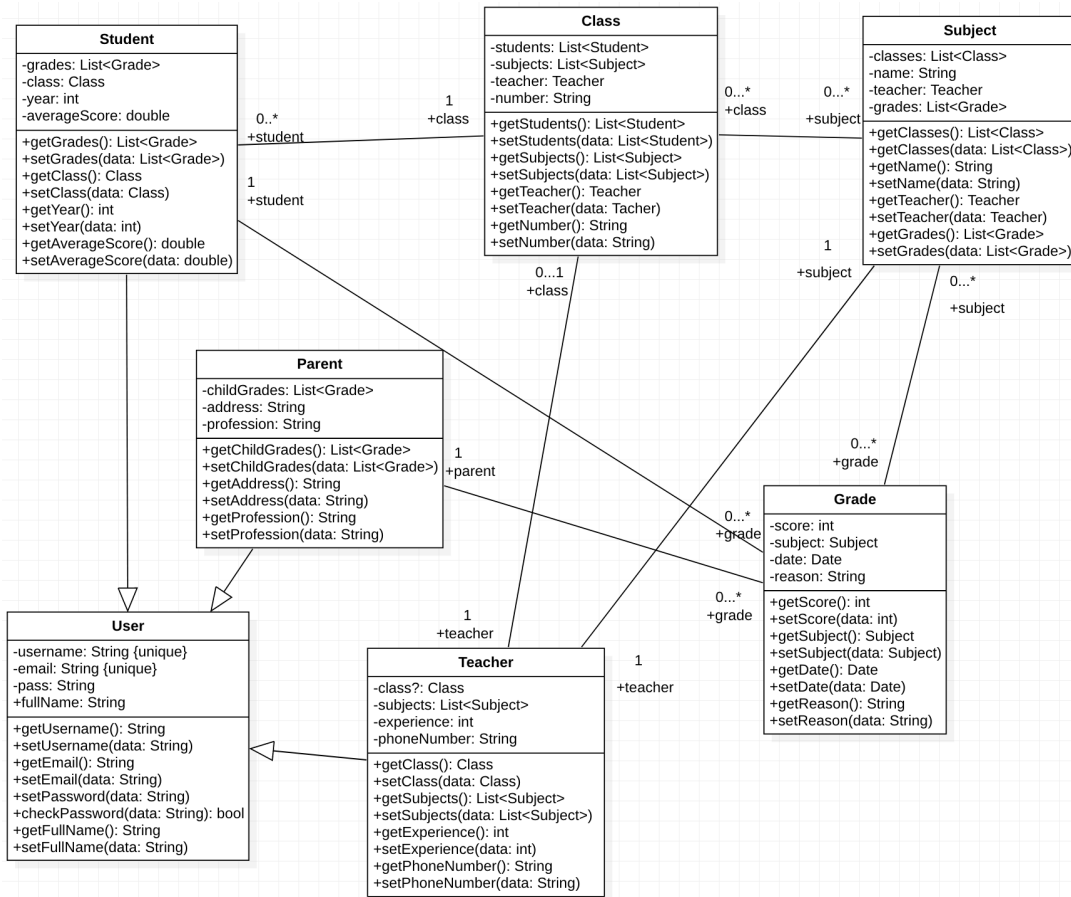 Student
-grades: List<Grade>
-class: Class
-year: int
-averageScore: double
+getGrades(): List<Grade>
+setGrades(data: List<Grade>)
+getClass(): Class
+setClass(data: Class)
+getYear(): int
+setYear(data: int)
+getAverageScore(): double
+setAverageScore(data: double)
0..*
+student
1
+class
1
+student
Class
-students: List<Student>
-subjects: List<Subject>
-teacher: Teacher
-number: String
+getStudents(): List<Student>
+setStudents(data: List<Student>)
+getSubjects(): List<Subject>
+setSubjects(data: List<Subject>)
+getTeacher(): Teacher
+setTeacher(data: Tacher)
+getNumber(): String
+setNumber(data: String)
0...*
+class
0...*
+subject
Subject
-classes: List<Class>
-name: String
-teacher: Teacher
-grades: List<Grade>
+getClasses(): List<Class>
+getClasses(data: List<Class>)
+getName(): String
+setName(data: String)
+getTeacher(): Teacher
+setTeacher(data: Teacher)
+getGrades(): List<Grade>
+setGrades(data: List<Grade>)
0...1
+class
1
+subject
0...*
+subject
Parent
-childGrades: List<Grade>
-address: String
-profession: String
+getChildGrades(): List<Grade>
+setChildGrades(data: List<Grade>)
+getAddress(): String
+setAddress(data: String)
+getProfession(): String
+setProfession(data: String)
1
+parent
0...*
+grade
0...*
+grade
0...*
+grade
Grade
-score: int
-subject: Subject
-date: Date
-reason: String
+getScore(): int
+setScore(data: int)
+getSubject(): Subject
+setSubject(data: Subject)
+getDate(): Date
+setDate(data: Date)
+getReason(): String
+setReason(data: String)
User
-username: String {unique}
-email: String {unique}
-pass: String
+fullName: String
+getUsername(): String
+setUsername(data: String)
+getEmail(): String
+setEmail(data: String)
+setPassword(data: String)
+checkPassword(data: String): bool
+getFullName(): String
+setFullName(data: String)
1
+teacher
1
+teacher
Teacher
-class?: Class
-subjects: List<Subject>
-experience: int
-phoneNumber: String
+getClass(): Class
+setClass(data: Class)
+getSubjects(): List<Subject>
+setSubjects(data: List<Subject>)
+getExperience(): int
+setExperience(data: int)
+getPhoneNumber(): String
+setPhoneNumber(data: String)